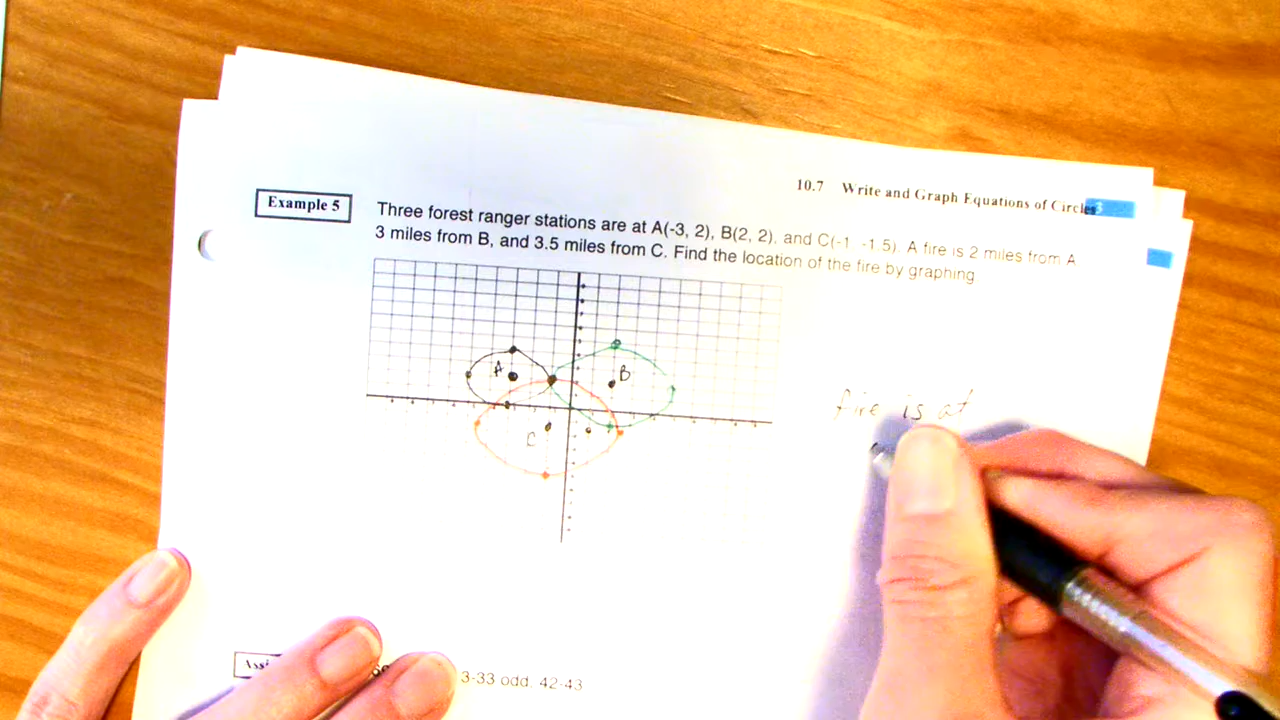 10.7 Write and Graph Equations of Circles
Example 5
Three forest ranger stations are at A(-3, 2), B(2, 2), and C(-1 -1.5). A fire is 2 miles from A
3 miles from B, and 3.5 miles from C. Find the location of the fire by graphing
A
B
C
fire is at
3-33 odd. 42-43